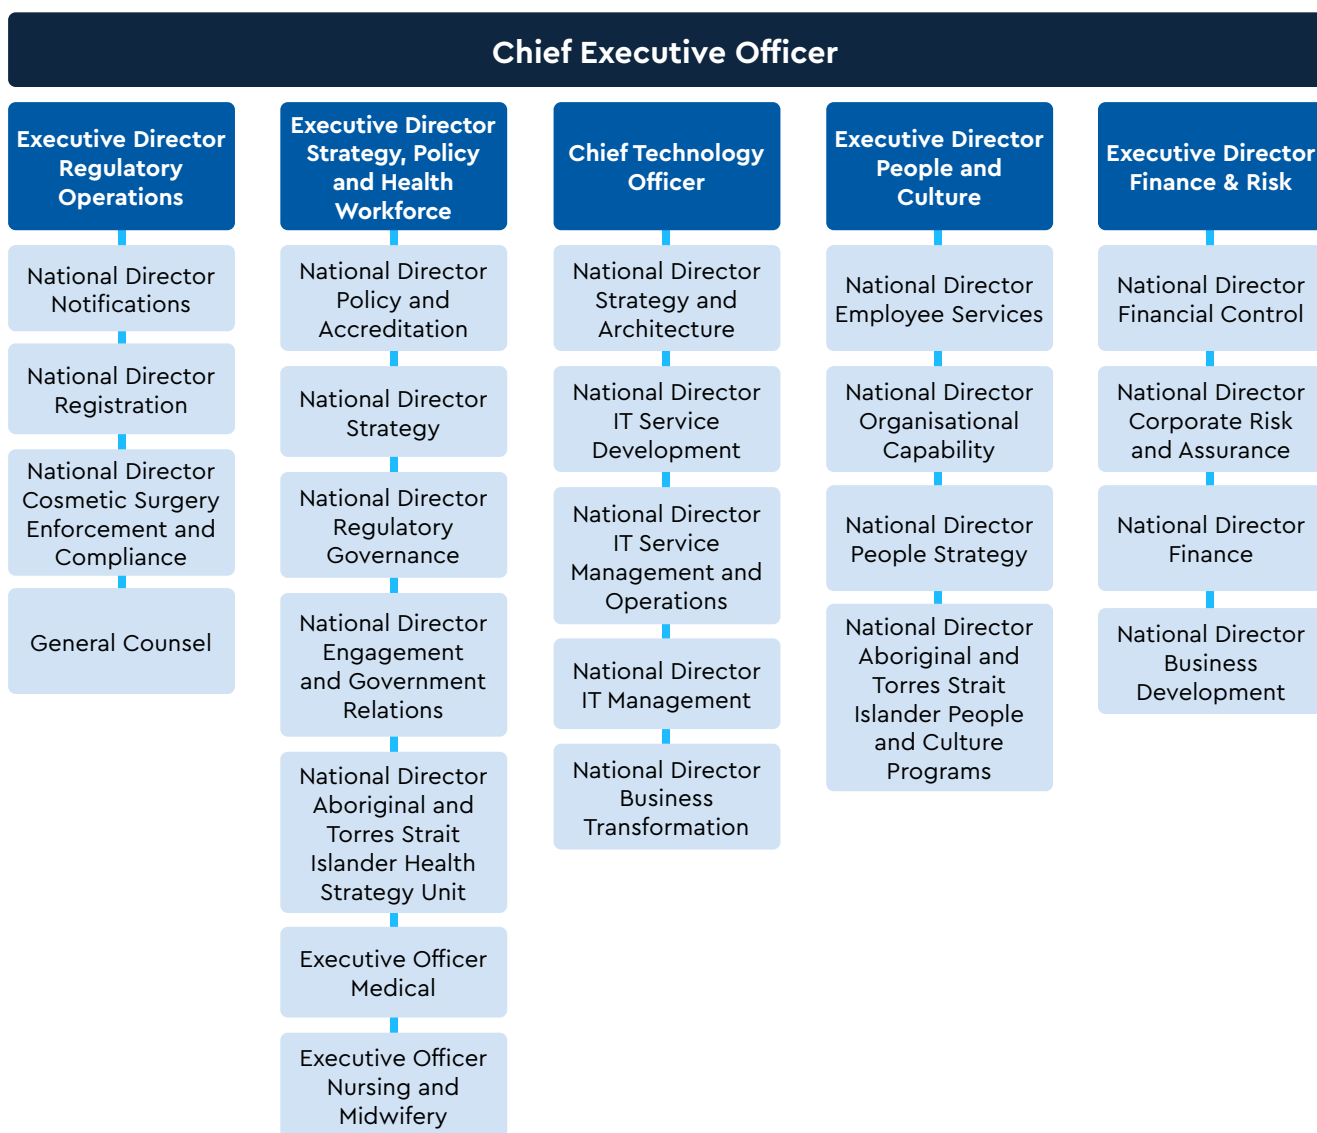 Chief Executive Officer
Executive Director
Regulatory
Operations
National Director
Notifications
National Director
Registration
National Director
Cosmetic Surgery
Enforcement and
Compliance
General Counsel
Executive Director
Strategy, Policy
and Health
Workforce
National Director
Policy and
Accreditation
National Director
Strategy
National Director
Regulatory
Governance
National Director
Engagement
and Government
Relations
National Director
Aboriginal and
Torres Strait
Islander Health
Strategy Unit
Executive Officer
Medical
Executive Officer
Nursing and
Midwifery
Chief Technology
Officer
National Director
Strategy and
Architecture
National Director
IT Service
Development
National Director
IT Service
Management and
Operations
National Director
IT Management
National Director
Business
Transformation
Executive Director
People and
Culture
National Director
Employee Services
National Director
Organisational
Capability
National Director
People Strategy
National Director
Aboriginal and
Torres Strait
Islander People
and Culture
Programs
Executive Director
Finance & Risk
National Director
Financial Control
National Director
Corporate Risk
and Assurance
National Director
Finance
National Director
Business
Development